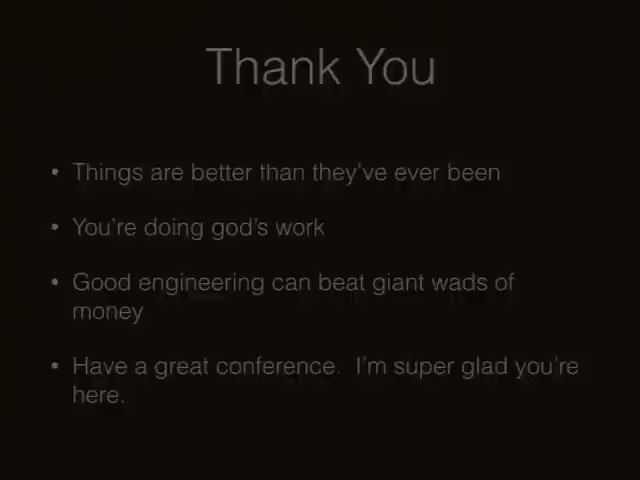 Thank You
• Things are better than they've ever been
• You're doing god's work
• Good engineering can beat giant wads of
money
• Have a great conference.  I'm super glad you're
here.